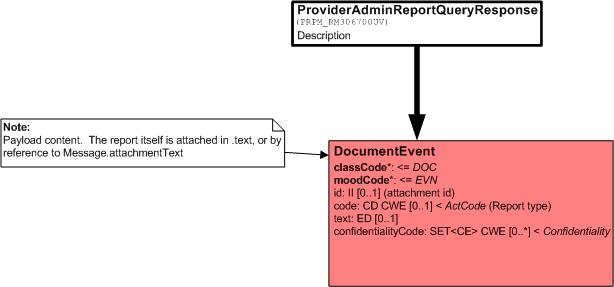 ProviderAdminReportQueryResponse
(PRPM_RM306700UV)
Description
Note:
Payload content.  The report itself is attached in .text, or by
reference to Message.attachmentText
DocumentEvent
classCode*: <= DOC
moodCode*: <= EVN
id: II [0..1] (attachment id)
code: CD CWE [0..1] < ActCode (Report type)
text: ED [0..1]
confidentialityCode: SET<CE> CWE [0..*] < Confidentiality